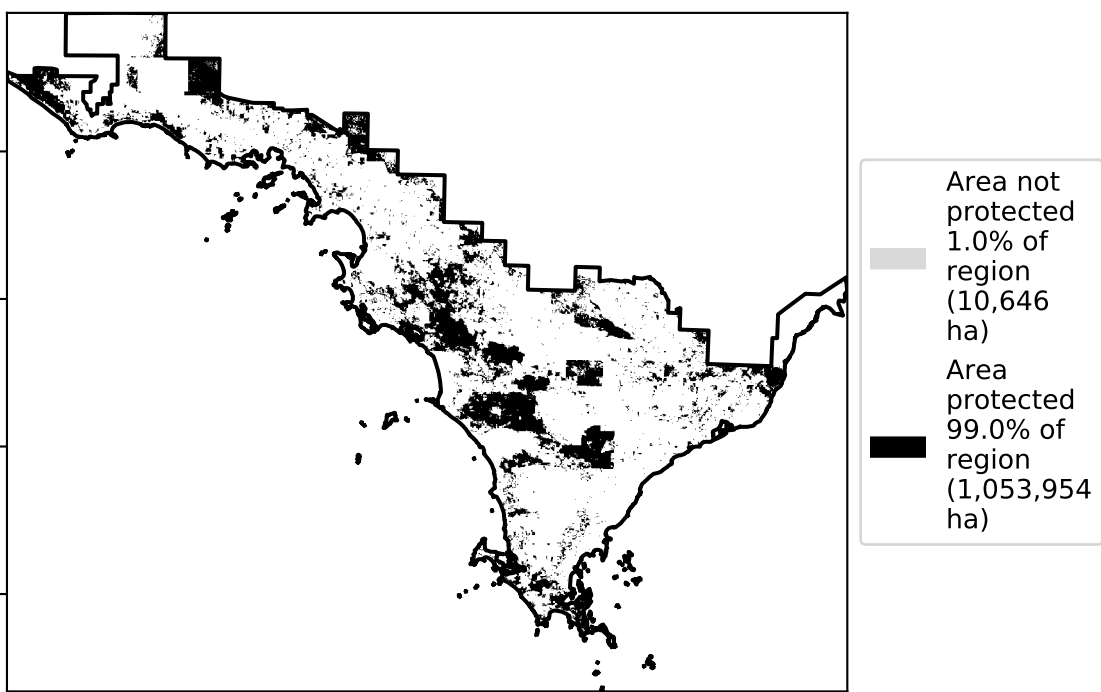 Area not
protected
1.0% of
region
(10,646
ha)
Area
protected
99.0% of
region
(1,053,954
ha)